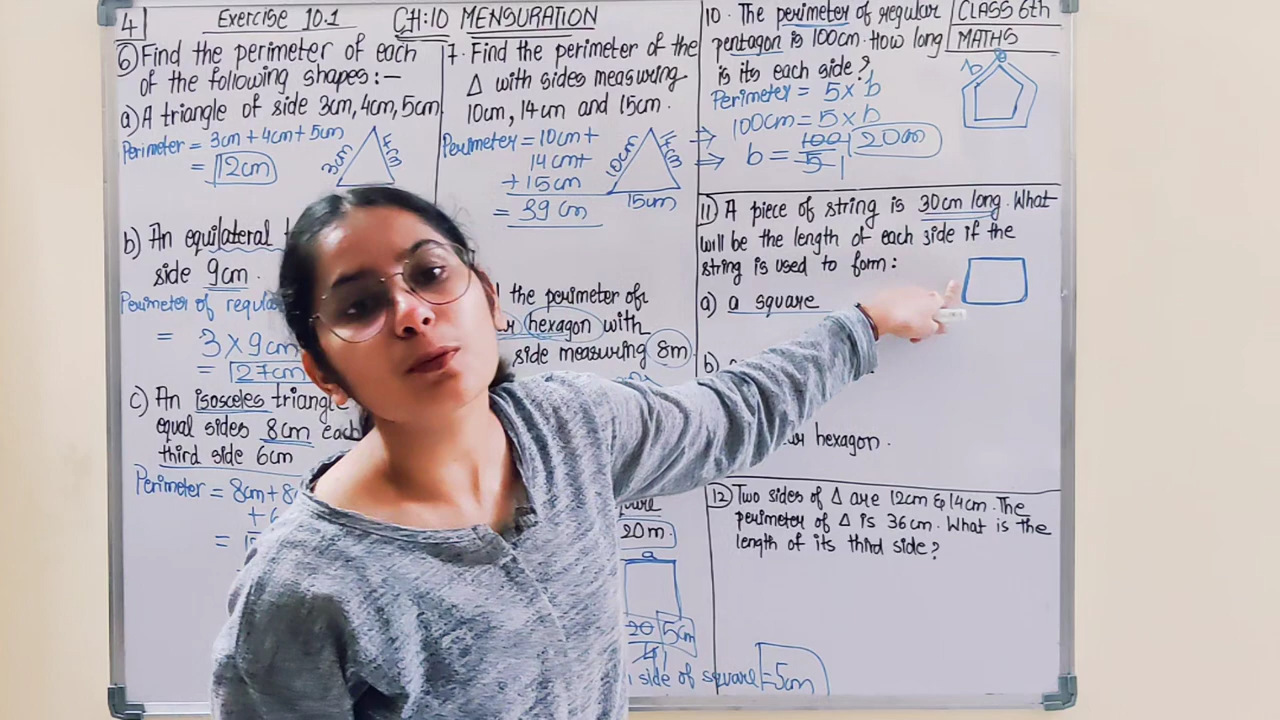 4
Exercise 10.1
CH:10 MENSURATION
CLASS 6th
MATHS
6 Find the perimeter of each
of the following shapes:-
a) A triangle of side 3cm, 4cm, 5cm
Perimeter = 3cm + 4cm + 5cm
= 12cm
3cm
4cm
b) An equilateral
side 9cm.
Perimeter of
= 3 X 9cm
= 27cm
c) An isosceles triangle
equal sides 8cm each
third side 6cm
Perimeter = 8cm +
+
=
7. Find the perimeter of the
Δ with sides measuring
10cm, 14cm and 15cm.
Perimeter = 10cm +
14cm+
+ 15cm
= 39 cm
10cm
14cm
15cm
the perimeter of
hexagon with
side measuring 8m
20m.
a
20
5cm
4
side of square = 5cm
10. The perimeter of regular
pentagon is 100cm. How long
is its each side?
Perimeter = 5 x b
⇒ 100cm = 5 x b
⇒ b = 100/5 20cm
1
b
11) A piece of string is 30cm long. What
will be the length of each side if the
string is used to form:
a) a square
b)
hexagon.
12) Two sides of Δ are 12cm & 14cm. The
perimeter of Δ is 36cm. What is the
length of its third side?